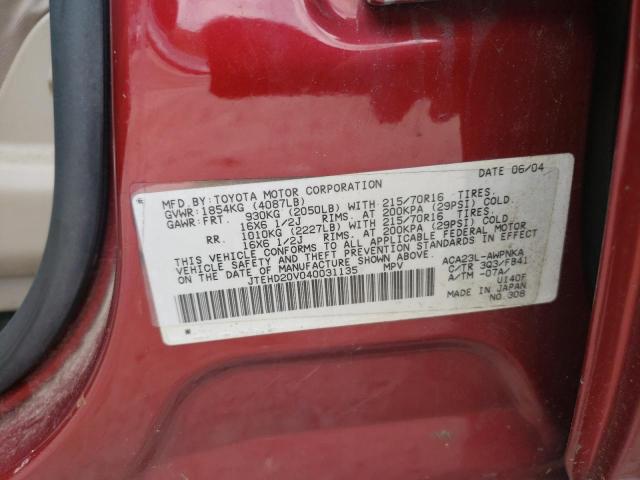 DATE 06/04
MFD.BY:TOYOTA MOTOR CORPORATION
GVWR:1854KG (4087LB)
GAWR:FRT. 930KG (2050LB) WITH 215/70R16 TIRES.
16X6 1/2J RIMS. AT 200KPA (29PSI) COLD
RR. 1010KG (2227LB) WITH 215/70R16 TIRES.
16X6 1/2J RIMS. AT 200KPA (29PSI) COLD
THIS VEHICLE CONFORMS TO ALL APPLICABLE FEDERAL MOTOR
VEHICLE SAFETY AND THEFT PREVENTION STANDARDS IN EFFECT
ON THE DATE OF MANUFACTURE SHOWN ABOVE.
JTEHD20V040031135 MPV
ACA23L-AWPNKA
C/TR 3Q3/FB41
A/TM -07A/
U140F
MADE IN JAPAN
NO.308